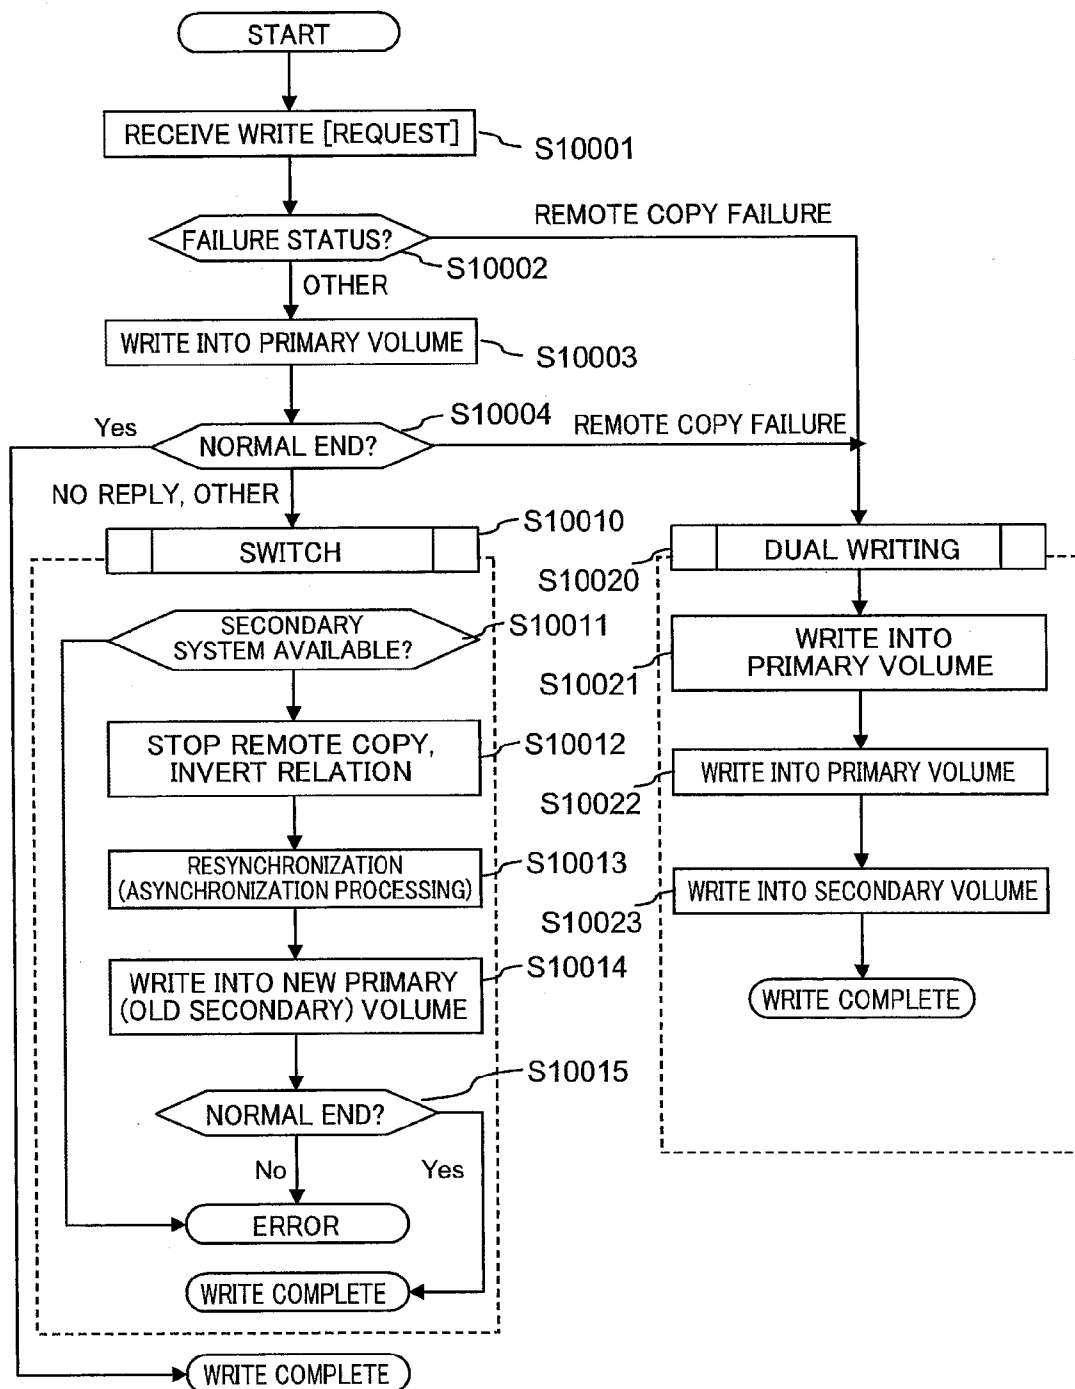 START
RECEIVE WRITE [REQUEST]
S10001
REMOTE COPY FAILURE
FAILURE STATUS?
S10002
OTHER
WRITE INTO PRIMARY VOLUME
S10003
Yes
S10004
REMOTE COPY FAILURE
NORMAL END?
NO REPLY, OTHER
S10010
SWITCH
DUAL WRITING
S10020
SECONDARY
SYSTEM AVAILABLE?
S10011
WRITE INTO
PRIMARY VOLUME
S10021
STOP REMOTE COPY,
INVERT RELATION
S10012
WRITE INTO PRIMARY VOLUME
S10022
RESYNCHRONIZATION
(ASYNCHRONIZATION PROCESSING)
S10013
WRITE INTO SECONDARY VOLUME
S10023
WRITE INTO NEW PRIMARY
(OLD SECONDARY) VOLUME
S10014
WRITE COMPLETE
S10015
NORMAL END?
No
Yes
ERROR
WRITE COMPLETE
WRITE COMPLETE